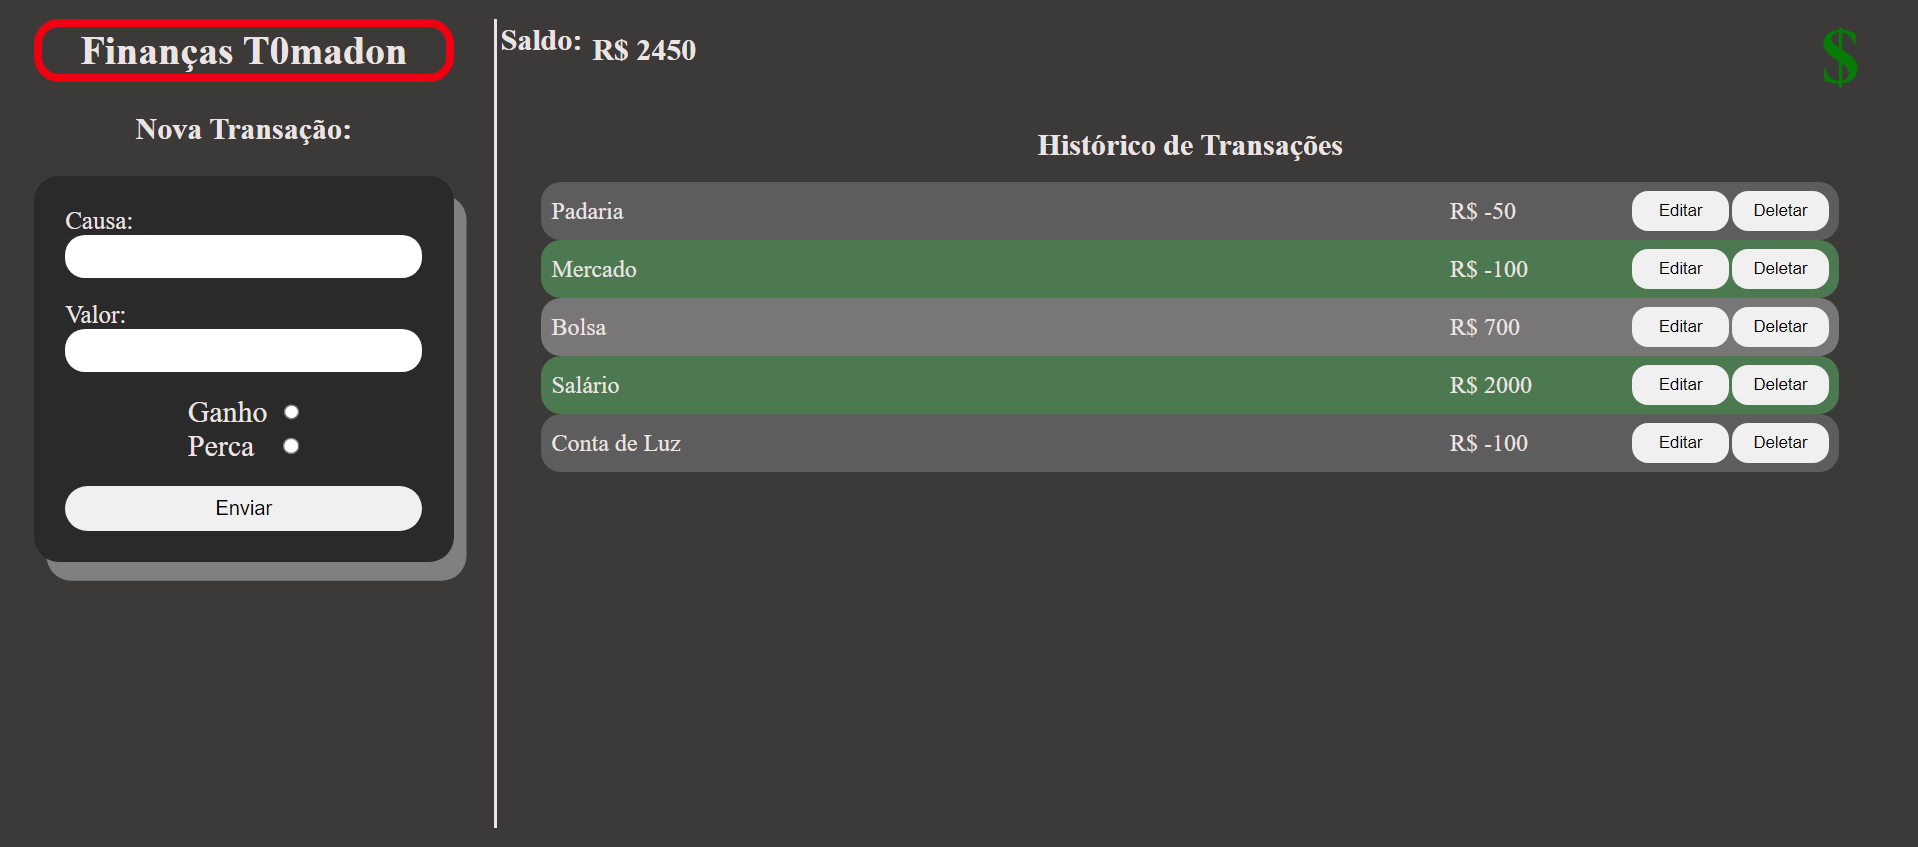 Finanças T0madon
Nova Transação:
Causa:
Valor:
Ganho
Perca
Enviar
Saldo: R$ 2450
$
Histórico de Transações
Padaria R$ -50 Editar Deletar
Mercado R$ -100 Editar Deletar
Bolsa R$ 700 Editar Deletar
Salário R$ 2000 Editar Deletar
Conta de Luz R$ -100 Editar Deletar